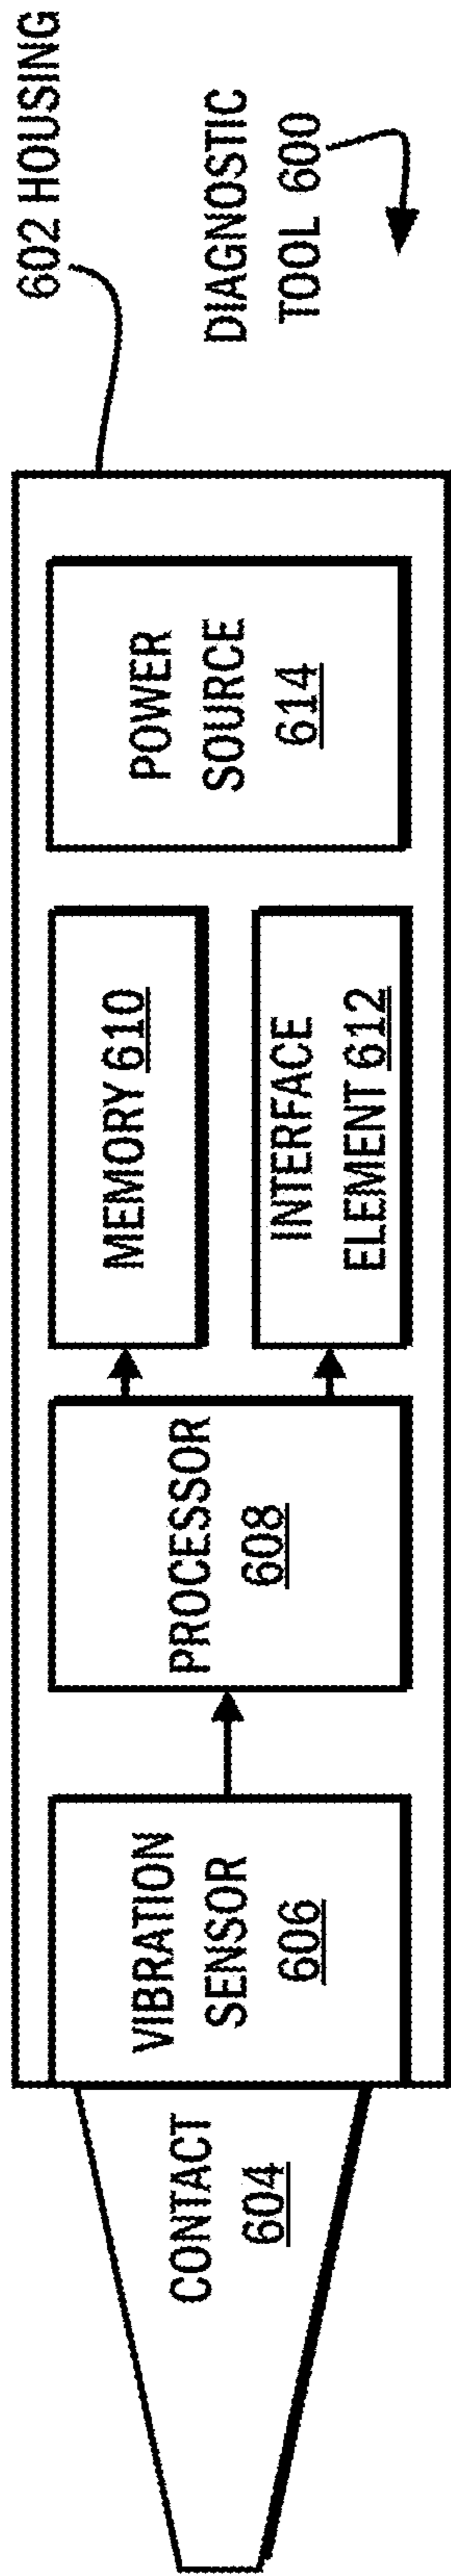 602 HOUSING
DIAGNOSTIC
TOOL 600
CONTACT
604
VIBRATION
SENSOR
606
PROCESSOR
608
MEMORY 610
INTERFACE
ELEMENT 612
POWER
SOURCE
614